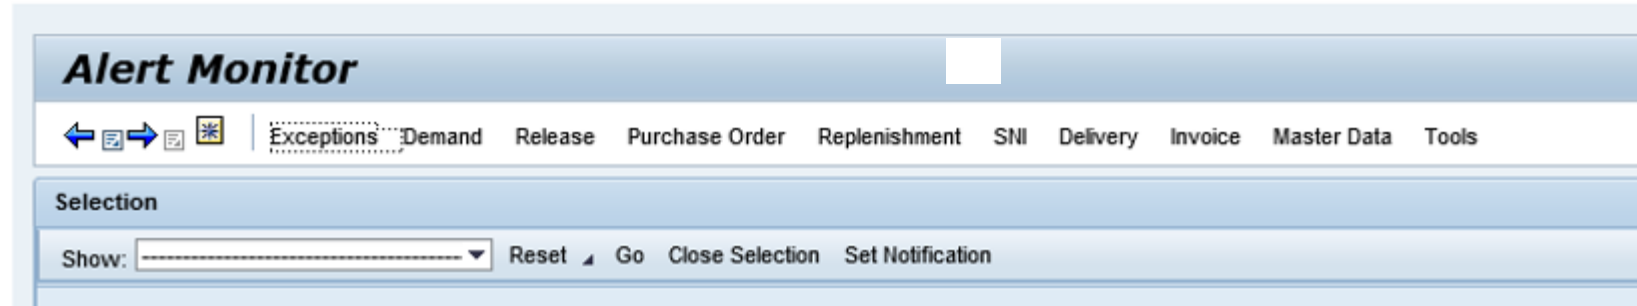 Alert Monitor
Exceptions Demand Release Purchase Order Replenishment SNI Delivery Invoice Master Data Tools
Selection
Show: -------------------------------------- Reset Go Close Selection Set Notification